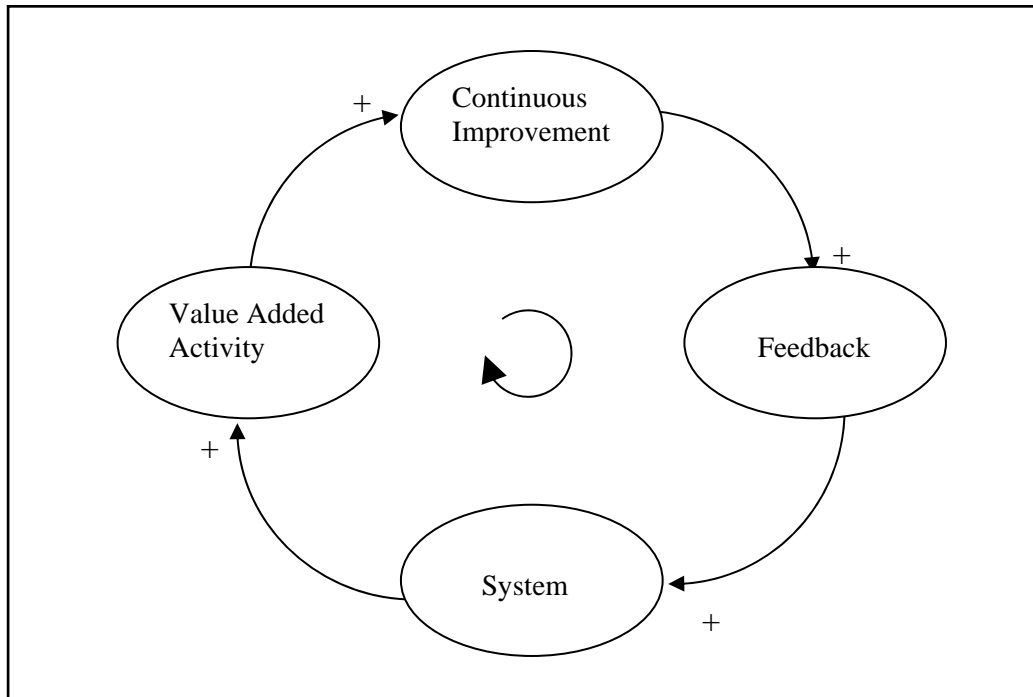 +
Continuous
Improvement
+
Value Added
Activity
Feedback
+
System
+